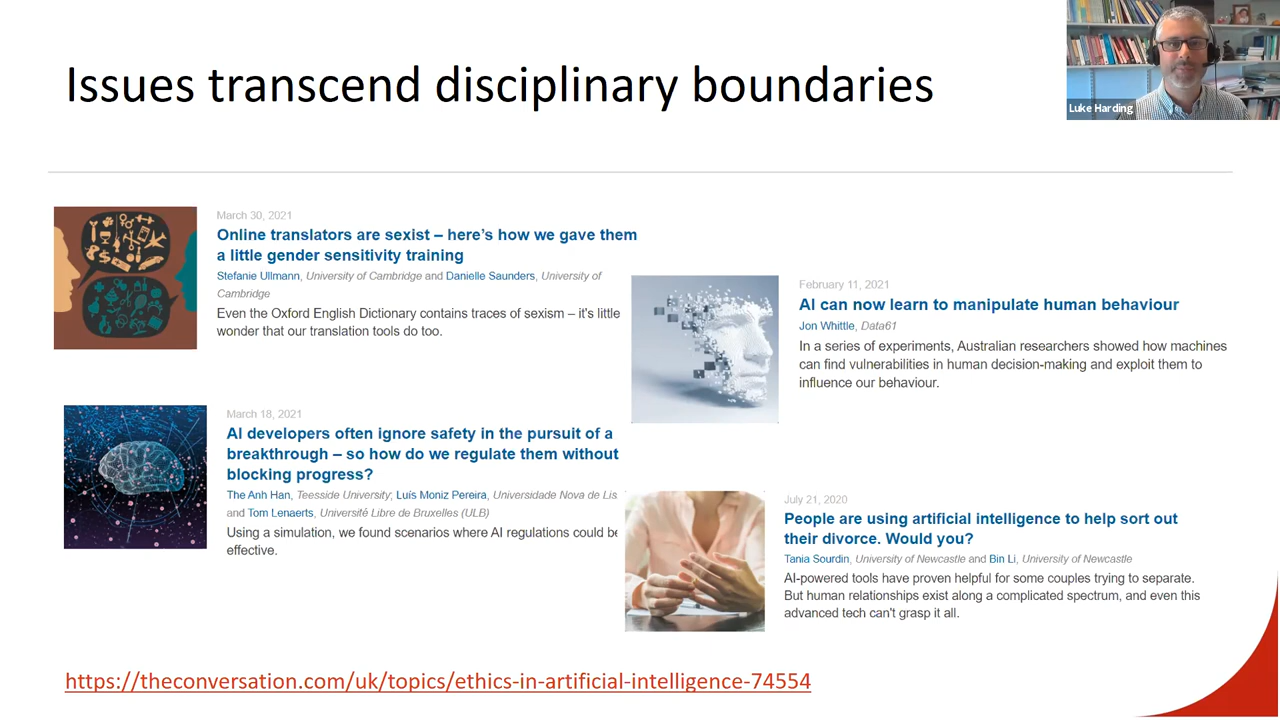 Issues transcend disciplinary boundaries
Luke Harding
March 30, 2021
Online translators are sexist – here's how we gave them
a little gender sensitivity training
Stefanie Ullmann, University of Cambridge and Danielle Saunders, University of
Cambridge
Even the Oxford English Dictionary contains traces of sexism – it's little
wonder that our translation tools do too.
March 18, 2021
AI developers often ignore safety in the pursuit of a
breakthrough – so how do we regulate them without
blocking progress?
The Anh Han, Teesside University; Luís Moniz Pereira, Universidade Nova de Lis
and Tom Lenaerts, Université Libre de Bruxelles (ULB)
Using a simulation, we found scenarios where AI regulations could be
effective.
February 11, 2021
AI can now learn to manipulate human behaviour
Jon Whittle, Data61
In a series of experiments, Australian researchers showed how machines
can find vulnerabilities in human decision-making and exploit them to
influence our behaviour.
July 21, 2020
People are using artificial intelligence to help sort out
their divorce. Would you?
Tania Sourdin, University of Newcastle and Bin Li, University of Newcastle
AI-powered tools have proven helpful for some couples trying to separate.
But human relationships exist along a complicated spectrum, and even this
advanced tech can't grasp it all.
https://theconversation.com/uk/topics/ethics-in-artificial-intelligence-74554